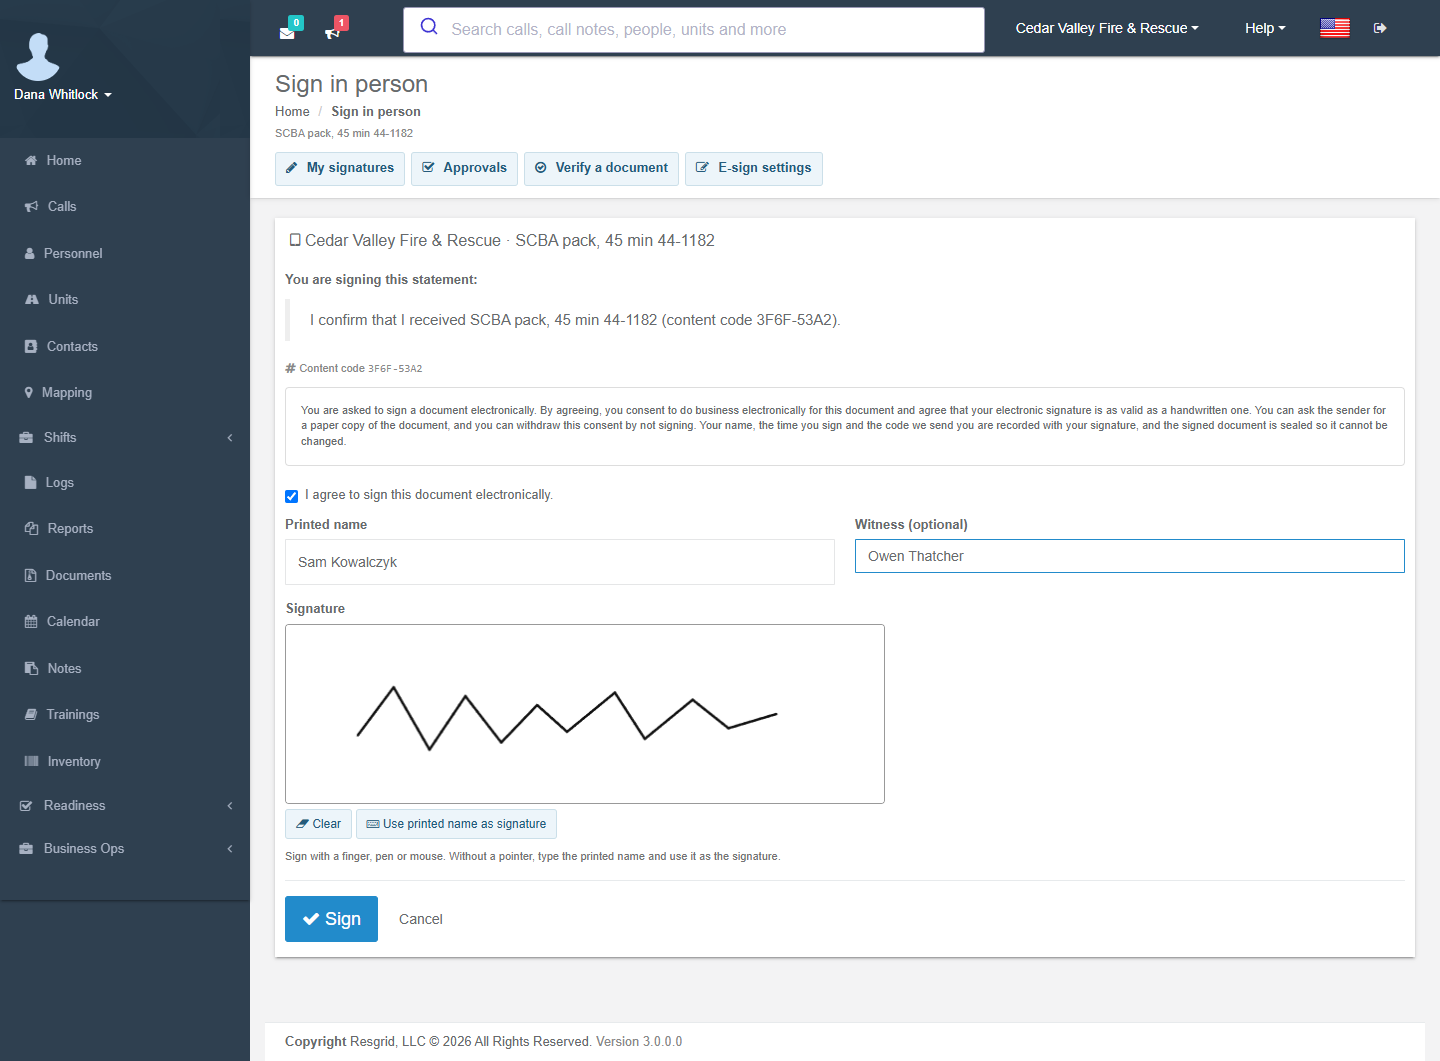 0
1
Search calls, call notes, people, units and more
Cedar Valley Fire & Rescue
Help
Dana Whitlock
Home
Calls
Personnel
Units
Contacts
Mapping
Shifts
Logs
Reports
Documents
Calendar
Notes
Trainings
Inventory
Readiness
Business Ops
Sign in person
Home / Sign in person
SCBA pack, 45 min 44-1182
My signatures
Approvals
Verify a document
E-sign settings
Cedar Valley Fire & Rescue · SCBA pack, 45 min 44-1182
You are signing this statement:
I confirm that I received SCBA pack, 45 min 44-1182 (content code 3F6F-53A2).
# Content code 3F6F-53A2
You are asked to sign a document electronically. By agreeing, you consent to do business electronically for this document and agree that your electronic signature is as valid as a handwritten one. You can ask the sender for
a paper copy of the document, and you can withdraw this consent by not signing. Your name, the time you sign and the code we send you are recorded with your signature, and the signed document is sealed so it cannot be
changed.
I agree to sign this document electronically.
Printed name
Sam Kowalczyk
Witness (optional)
Owen Thatcher
Signature
Clear
Use printed name as signature
Sign with a finger, pen or mouse. Without a pointer, type the printed name and use it as the signature.
Sign
Cancel
Copyright Resgrid, LLC © 2026 All Rights Reserved. Version 3.0.0.0